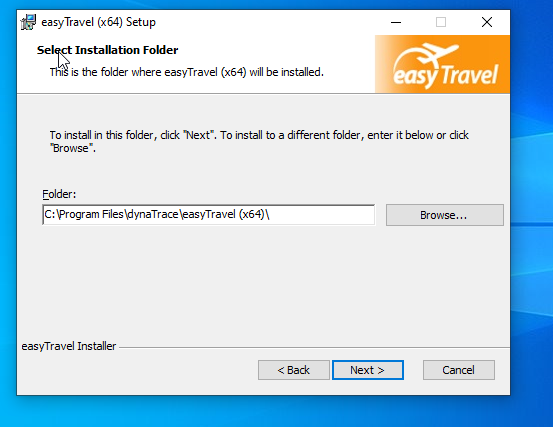 easyTravel (x64) Setup
Select Installation Folder
This is the folder where easyTravel (x64) will be installed.
easyTravel
To install in this folder, click "Next". To install to a different folder, enter it below or click
"Browse".
Folder:
C:\Program Files\dynaTrace\easyTravel (x64)\
Browse...
easyTravel Installer
< Back
Next >
Cancel